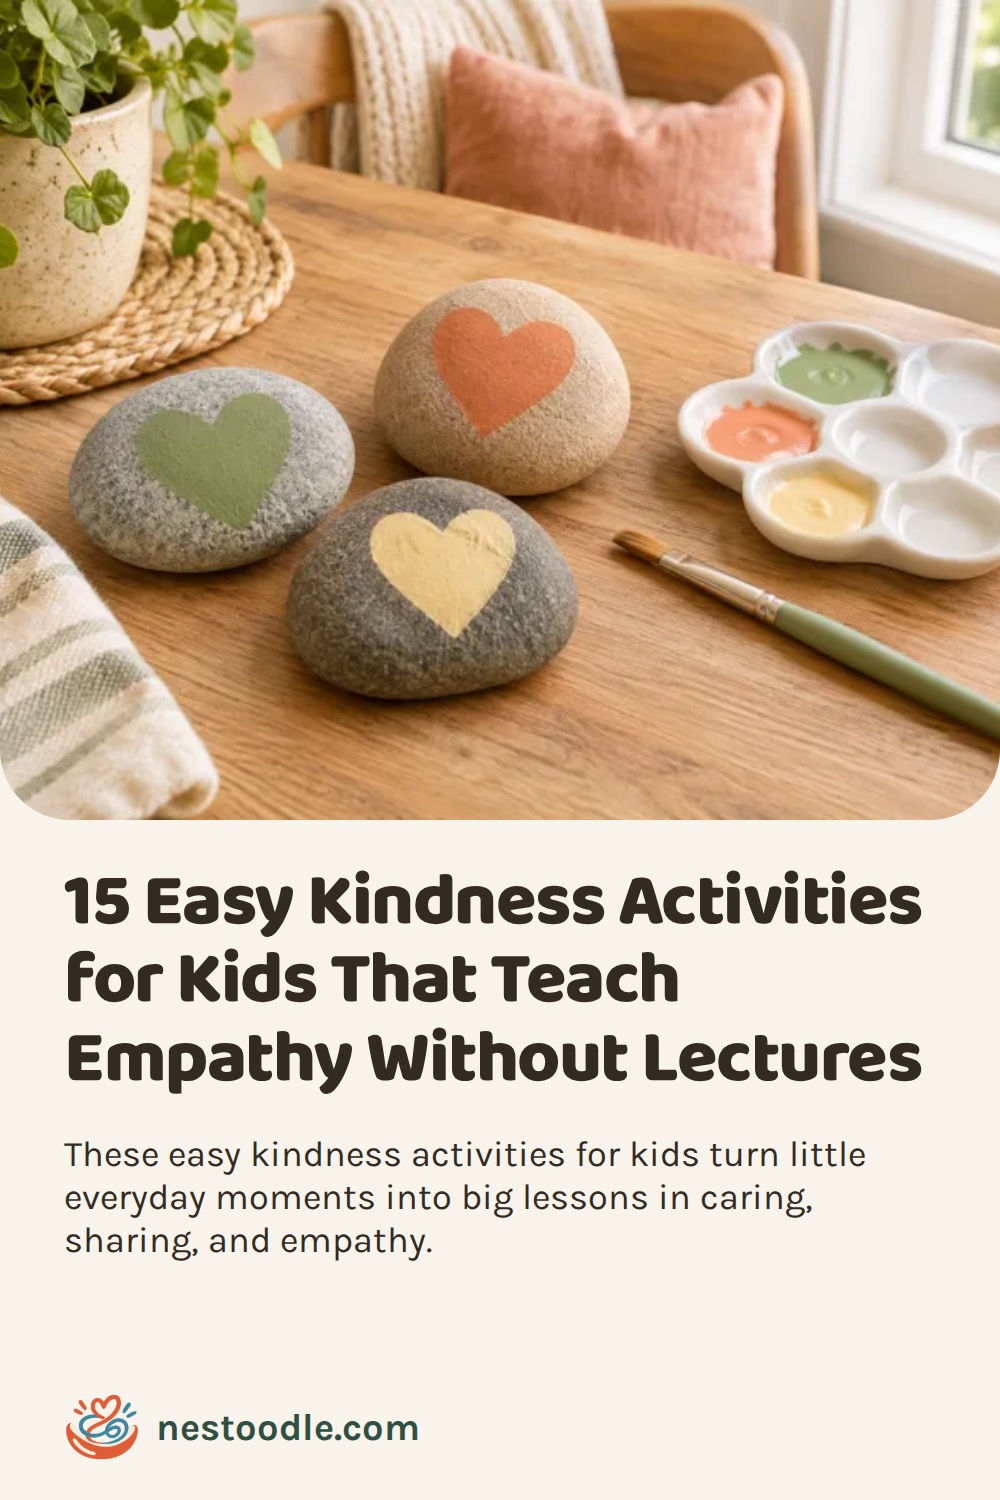 15 Easy Kindness Activities
for Kids That Teach
Empathy Without Lectures
These easy kindness activities for kids turn little
everyday moments into big lessons in caring,
sharing, and empathy.
nestoodle.com